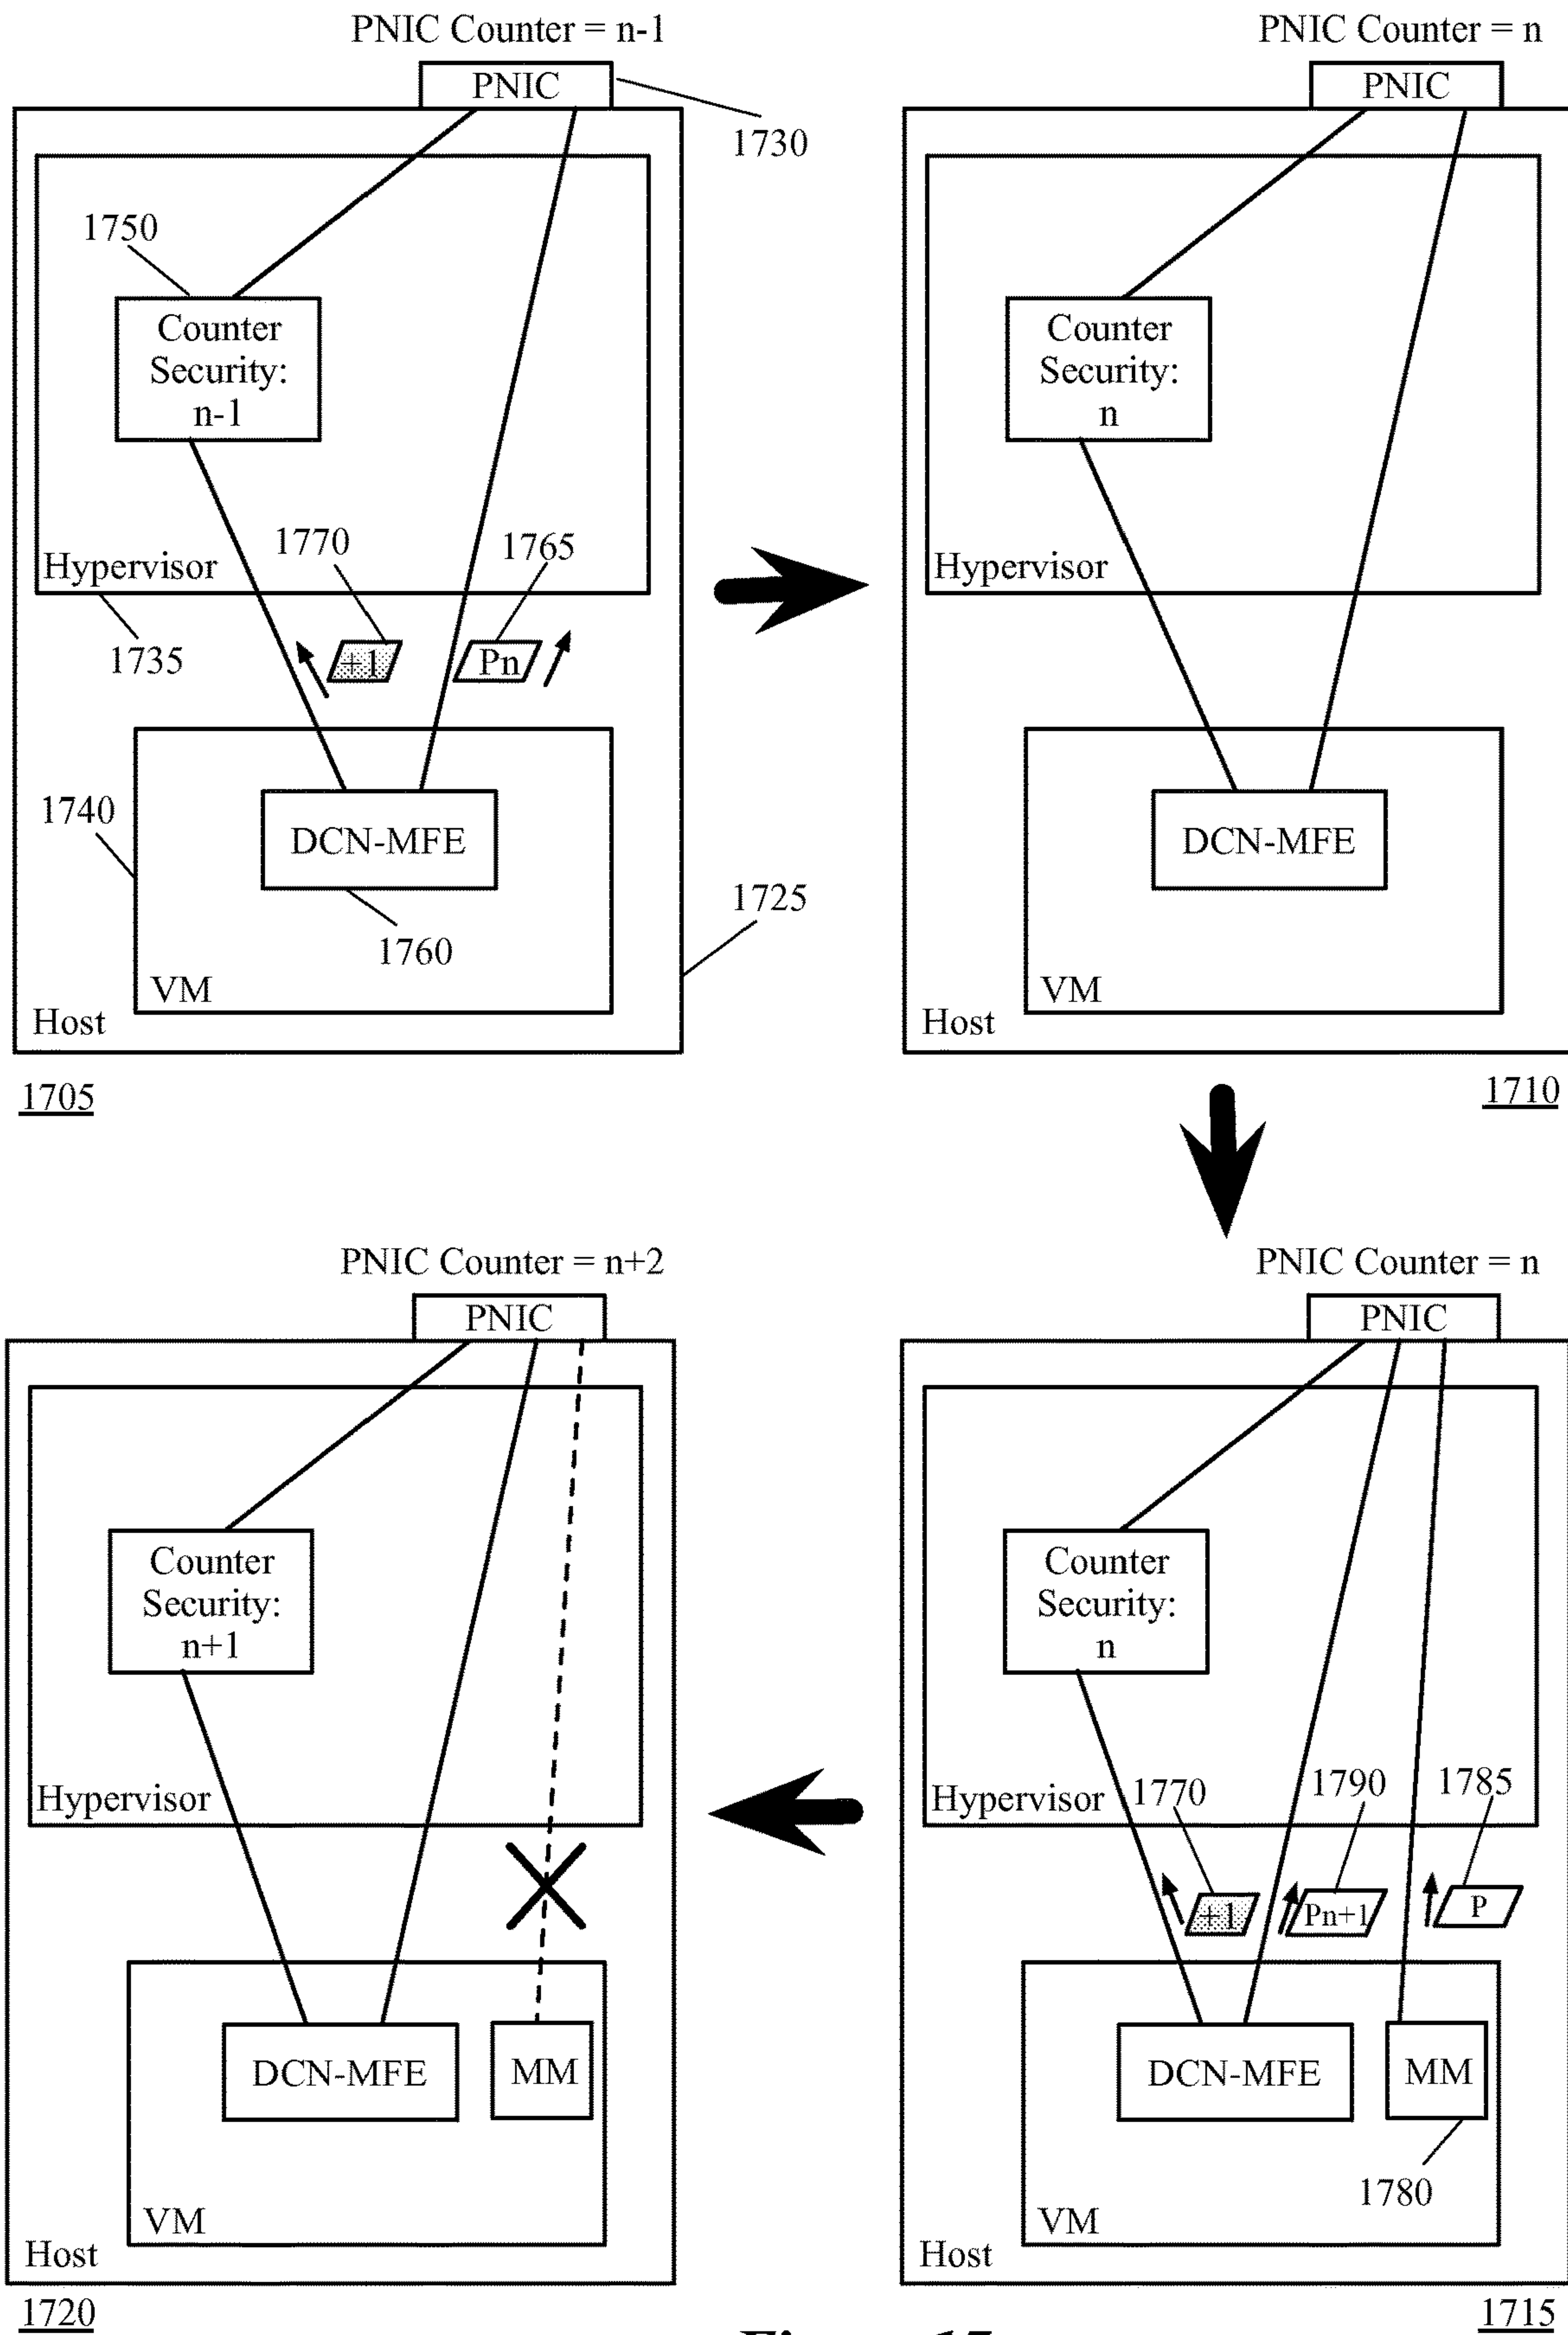 PNIC Counter = n-1
PNIC
1730
1750
Counter
Security:
n-1
1770
1765
Hypervisor
1735
+1
Pn
1740
DCN-MFE
1760
1725
VM
Host
1705
PNIC Counter = n
PNIC
Counter
Security:
n
Hypervisor
DCN-MFE
VM
Host
1710
PNIC Counter = n+2
PNIC
Counter
Security:
n+1
Hypervisor
DCN-MFE
MM
VM
Host
1720
PNIC Counter = n
PNIC
Counter
Security:
n
Hypervisor
1770
1790
1785
+1
Pn+1
P
DCN-MFE
MM
1780
VM
Host
1715